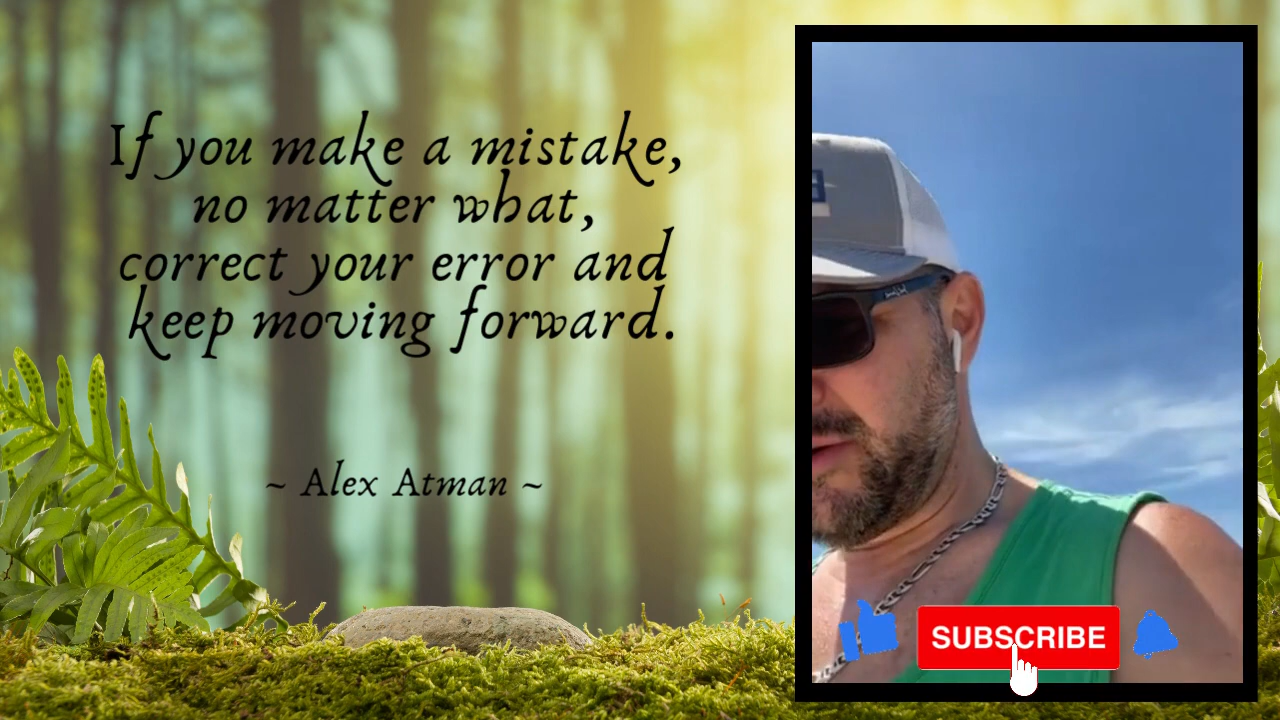 If you make a mistake,
no matter what,
correct your error and
keep moving forward.
~ Alex Atman ~
SUBSCRIBE